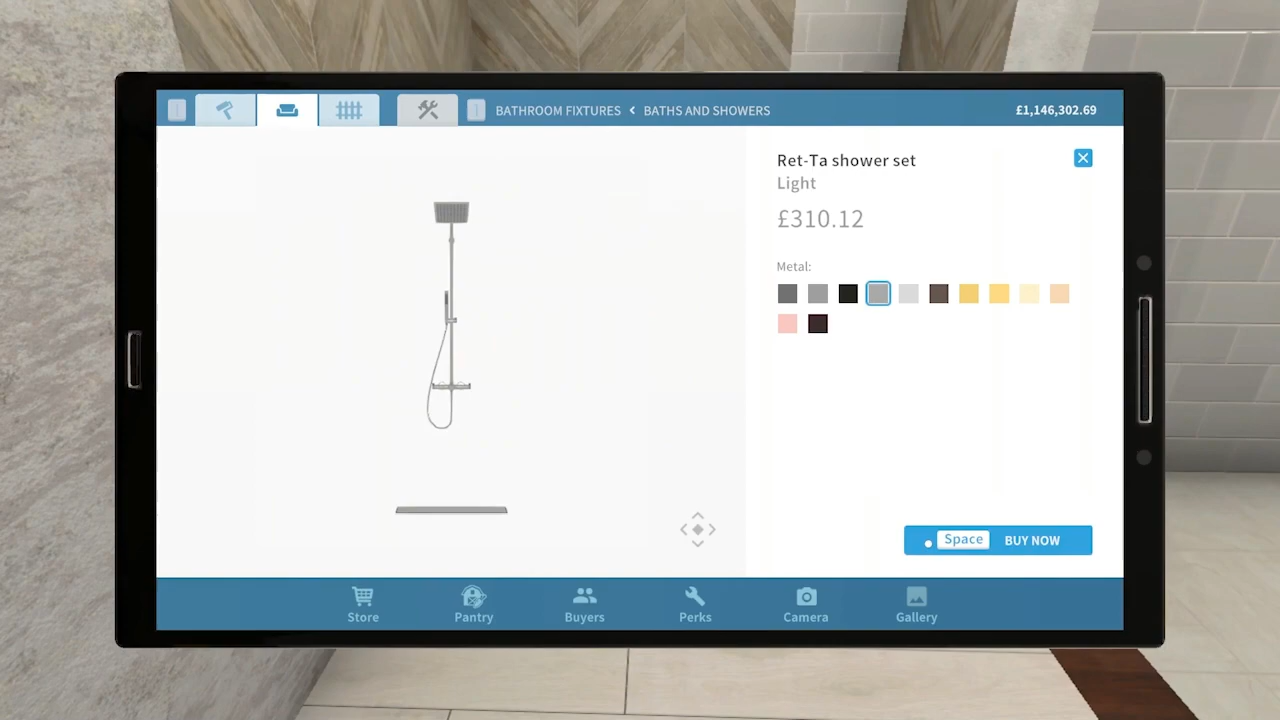 BATHROOM FIXTURES < BATHS AND SHOWERS
£1,146,302.69
Ret-Ta shower set
Light
£310.12
Metal:
Space BUY NOW
Store
Pantry
Buyers
Perks
Camera
Gallery